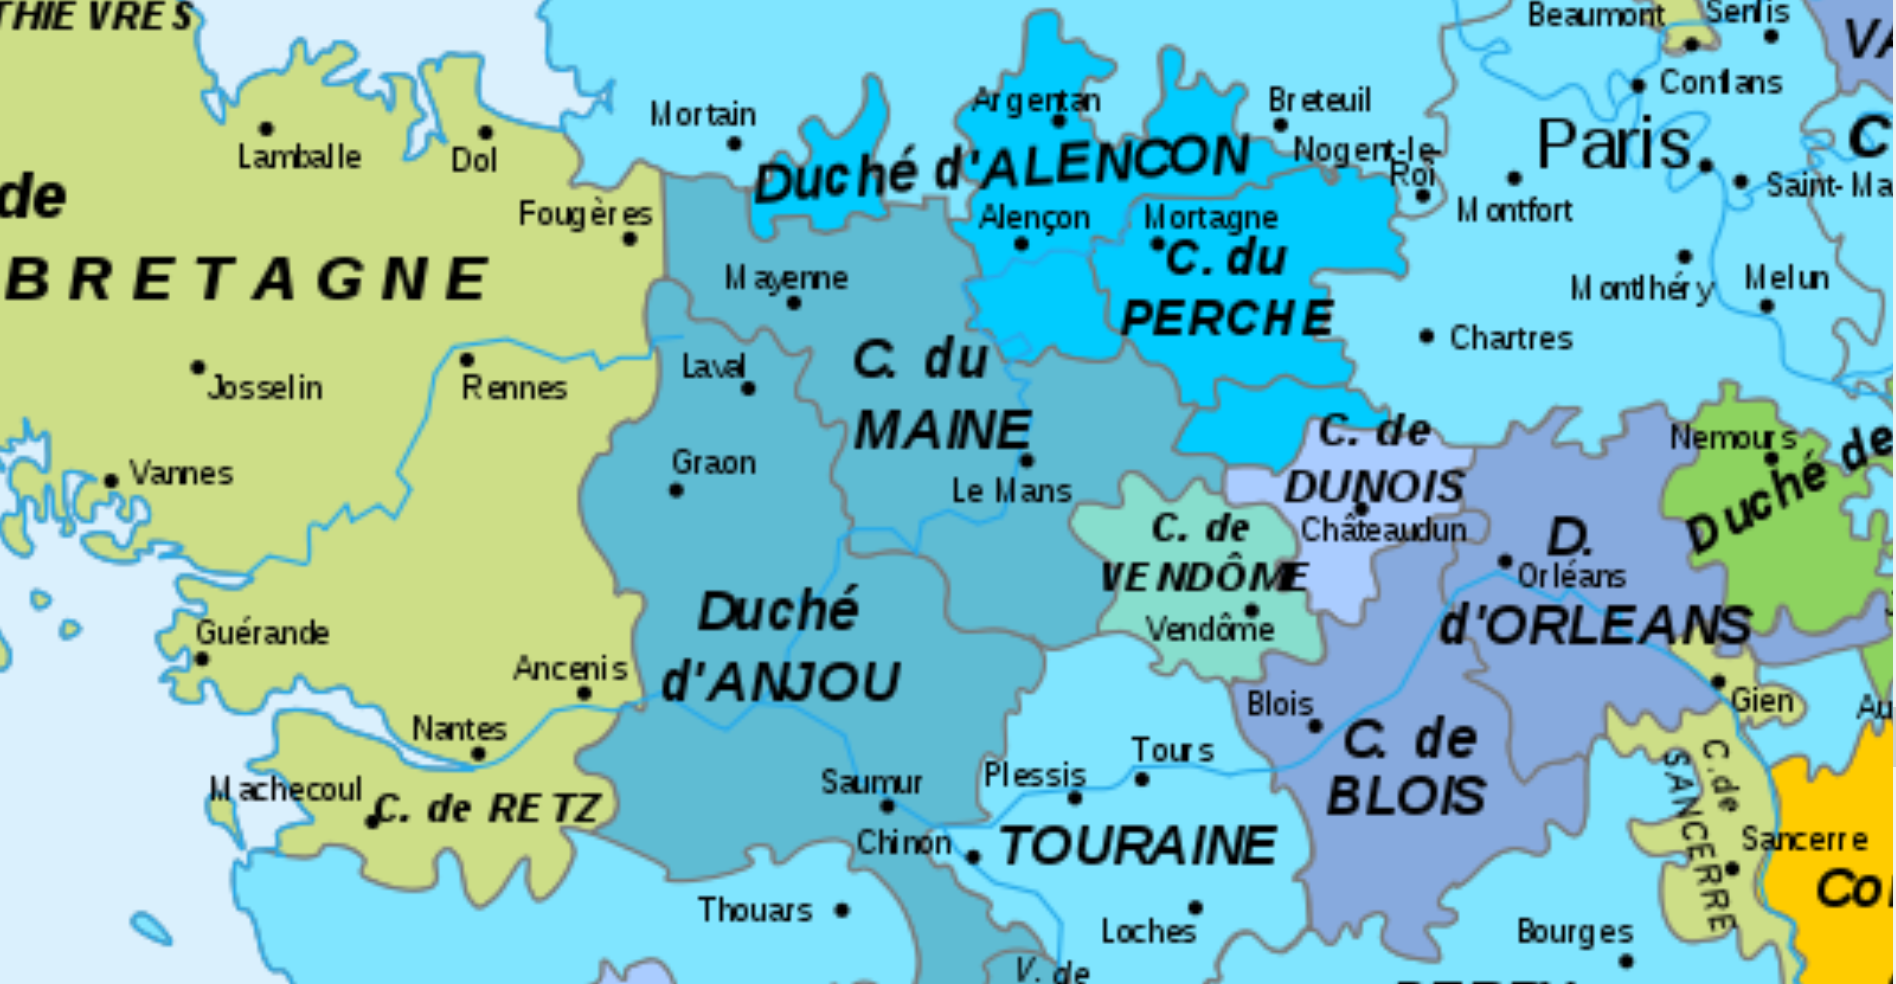 THIEVRES
Beaumont
Senlis
VA
Conflans
Mortain
Argentan
Breteuil
Paris
C
Lamballe
Dol
Duché d'ALENCON
Nogent-le-
Roi
Saint-Ma
de
Fougères
Alençon
Mortagne
Montfort
BRETAGNE
Mayenne
C. du
PERCHE
Montlhéry
Melun
Chartres
C. du
MAINE
Laval
Josselin
Rennes
C. de
DUNOIS
Châteaudun
Nemours
Duché de
Vannes
Graon
Le Mans
C. de
VENDÔME
Vendôme
D.
d'ORLEANS
Orléans
Duché
d'ANJOU
Guérande
Ancenis
Gien
Au
Nantes
Blois
C. de
BLOIS
Tours
Plessis
Saumur
C. de
SANCERRE
Machecoul
C. de RETZ
Chinon
TOURAINE
Sancerre
Thouars
Loches
Bourges
V. de